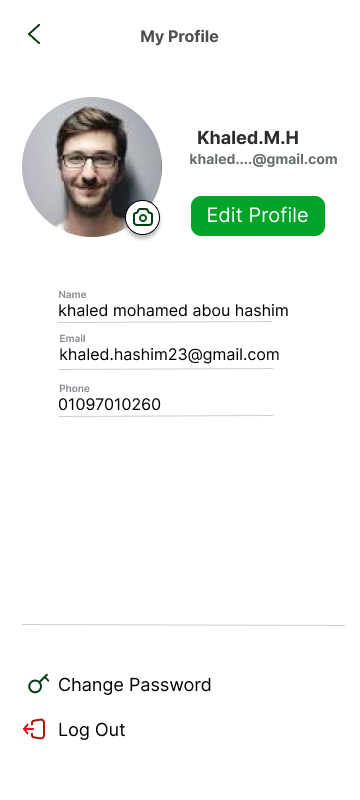 My Profile
Khaled.M.H
khaled....@gmail.com
Edit Profile
Name
khaled mohamed abou hashim
Email
khaled.hashim23@gmail.com
Phone
01097010260
Change Password
Log Out